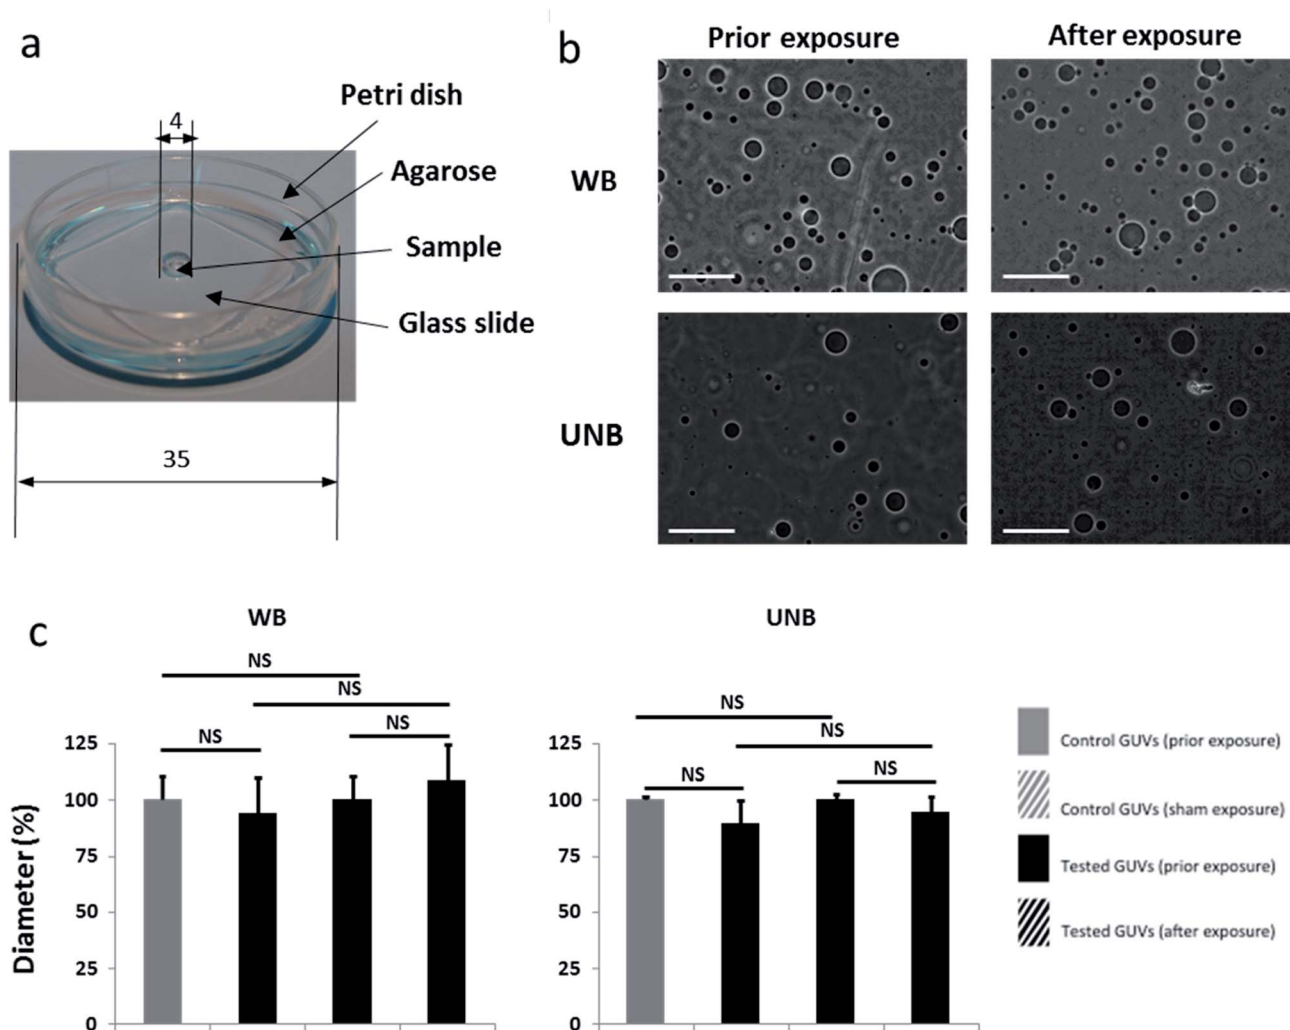 a
4
Petri dish
Agarose
Sample
Glass slide
35
b
Prior exposure
After exposure
WB
UNB
c
WB
NS
NS
NS
NS
Diameter (%)
125
100
75
50
25
0
UNB
NS
NS
NS
NS
125
100
75
50
25
0
Control GUVs (prior exposure)
Control GUVs (sham exposure)
Tested GUVs (prior exposure)
Tested GUVs (after exposure)